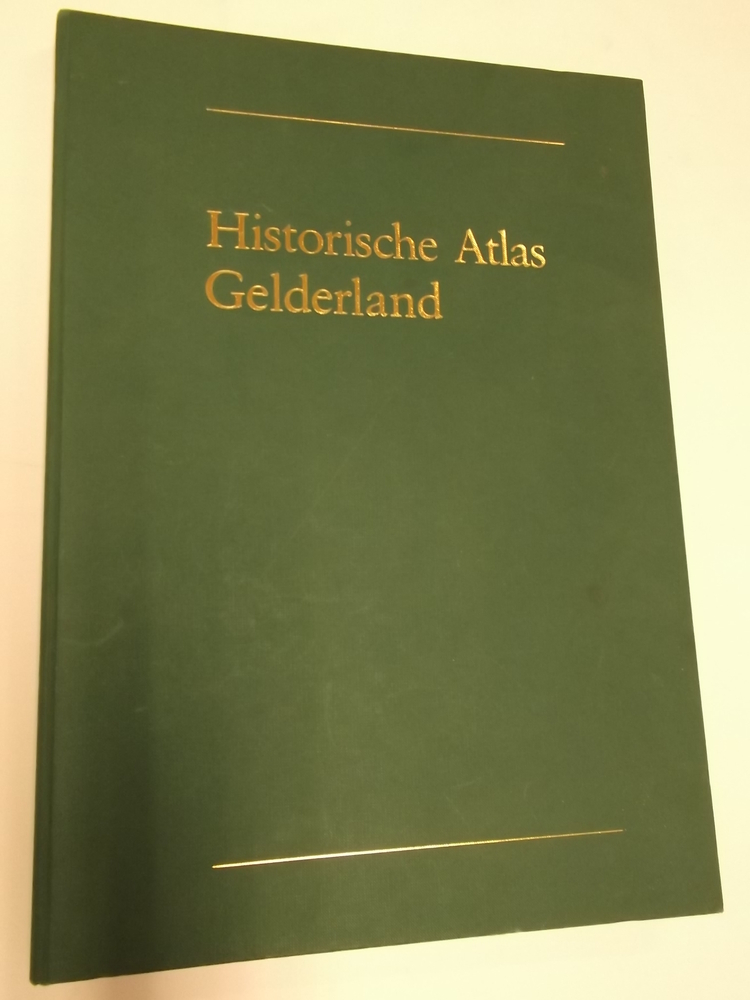 Historische Atlas
Gelderland